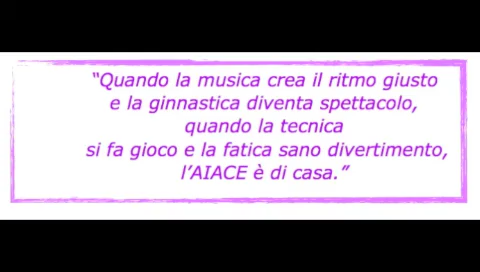 “Quando la musica crea il ritmo giusto
e la ginnastica diventa spettacolo,
quando la tecnica
si fa gioco e la fatica sano divertimento,
l’AIACE è di casa.”